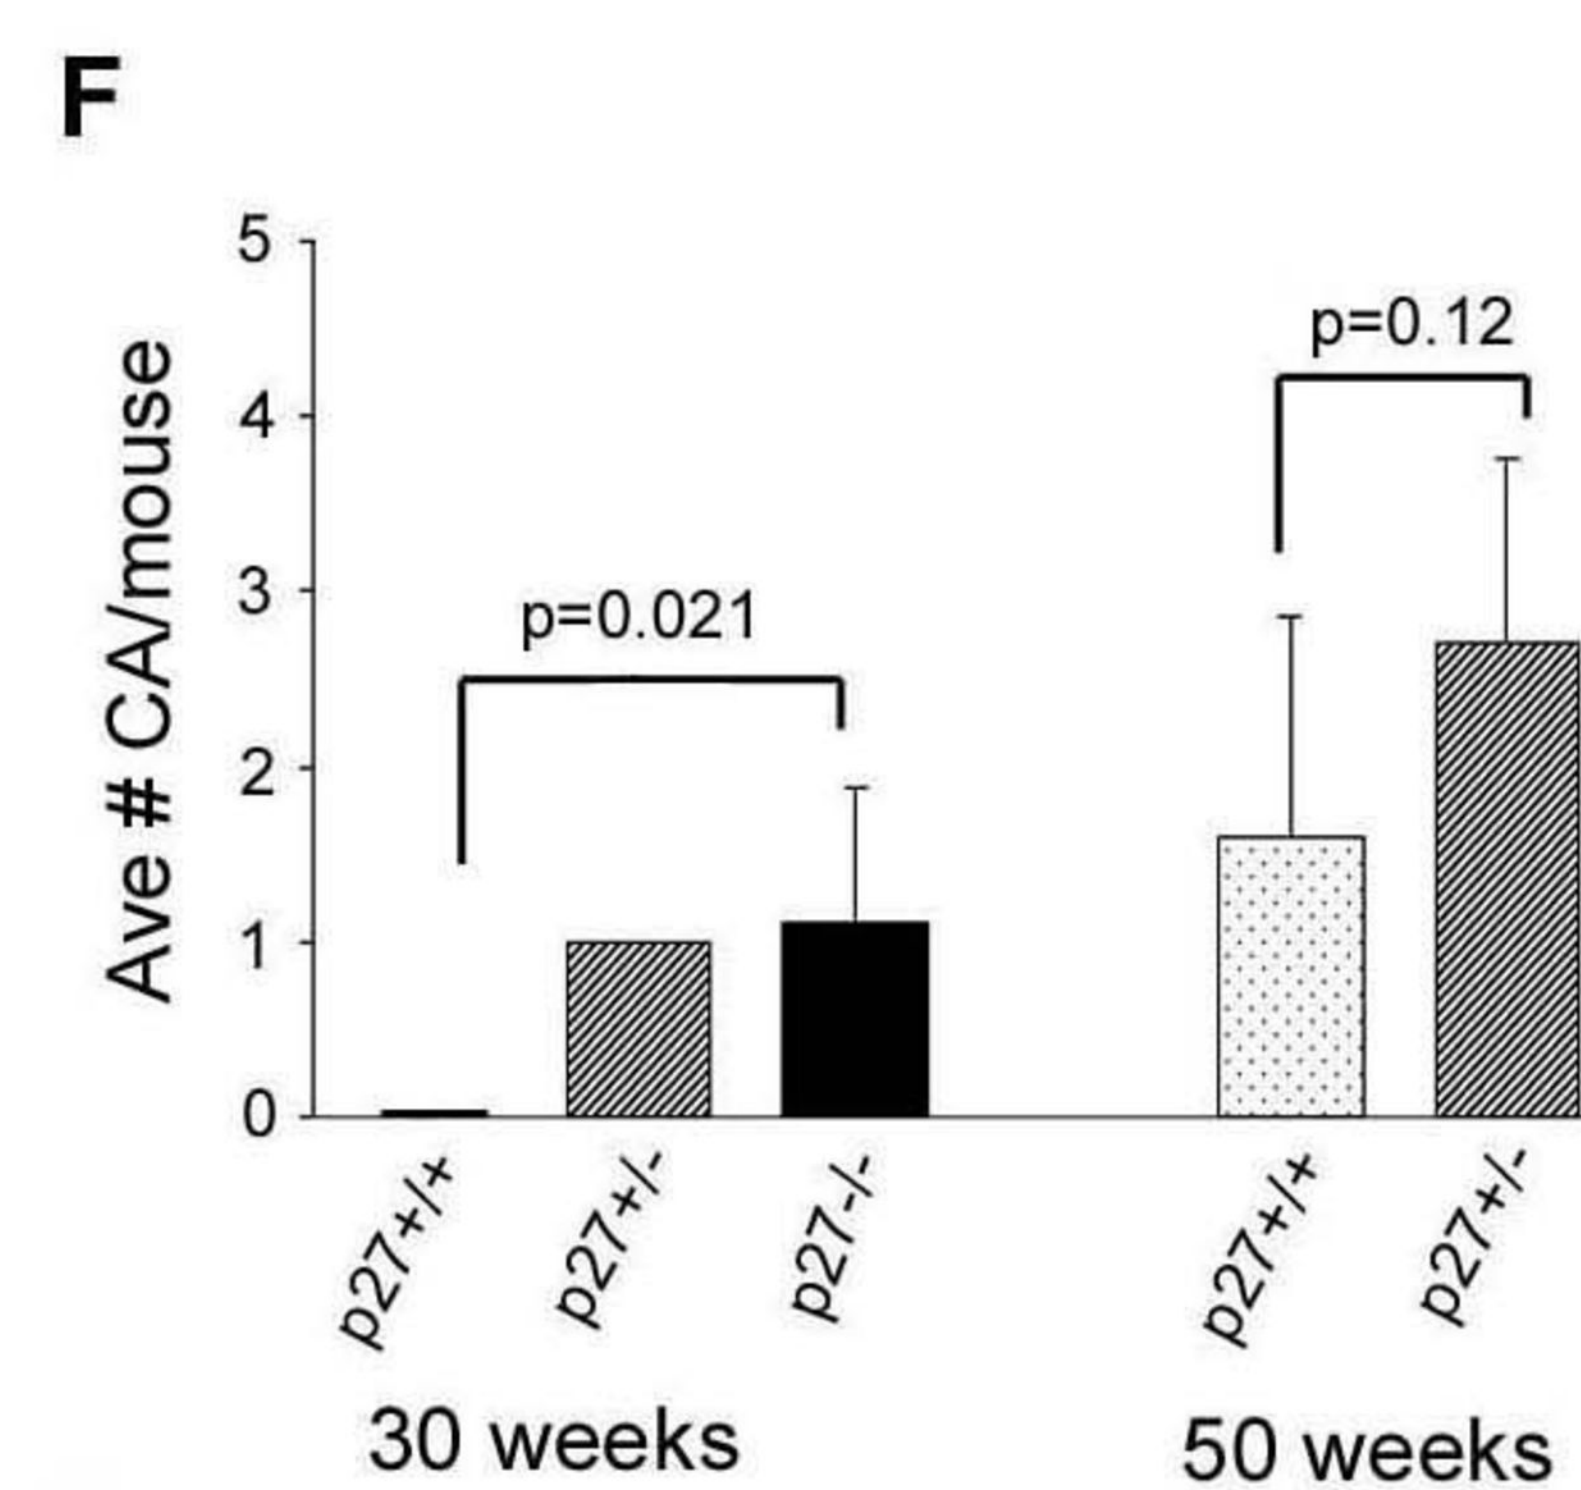 F
Ave # CA/mouse
5
4
3
2
1
0
p=0.021
p=0.12
p27+/+
p27+/-
p27-/-
p27+/+
p27+/-
30 weeks
50 weeks